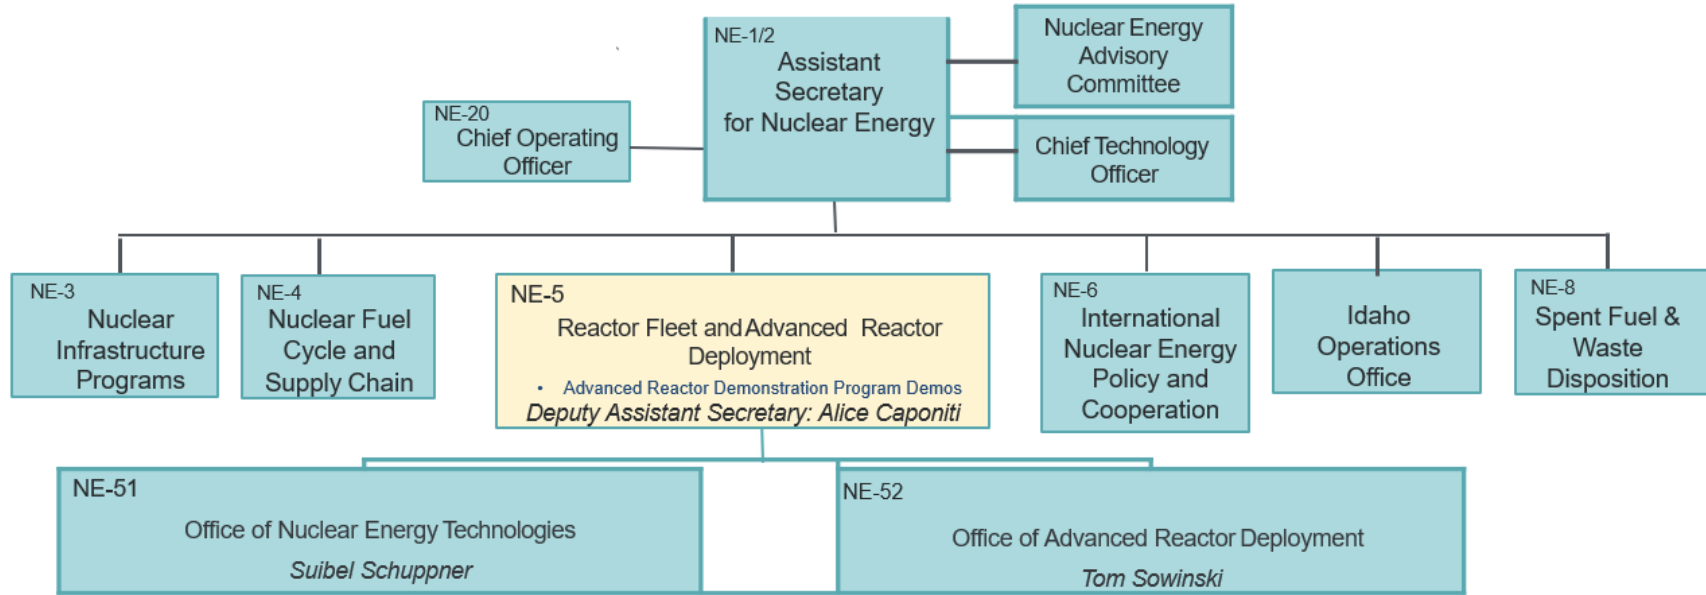 NE-1/2
Assistant
Secretary
for Nuclear Energy
Nuclear Energy
Advisory
Committee
NE-20
Chief Operating
Officer
Chief Technology
Officer
NE-3
Nuclear
Infrastructure
Programs
NE-4
Nuclear Fuel
Cycle and
Supply Chain
NE-5
Reactor Fleet and Advanced Reactor
Deployment
• Advanced Reactor Demonstration Program Demos
Deputy Assistant Secretary: Alice Caponiti
NE-6
International
Nuclear Energy
Policy and
Cooperation
Idaho
Operations
Office
NE-8
Spent Fuel &
Waste
Disposition
NE-51
Office of Nuclear Energy Technologies
Suibel Schuppner
NE-52
Office of Advanced Reactor Deployment
Tom Sowinski